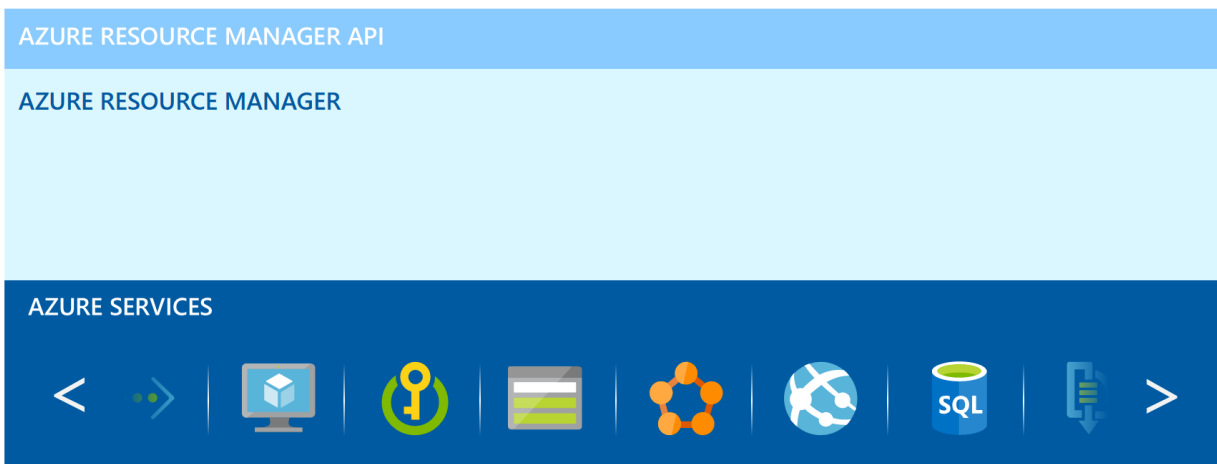 AZURE RESOURCE MANAGER API
AZURE RESOURCE MANAGER
AZURE SERVICES
SQL